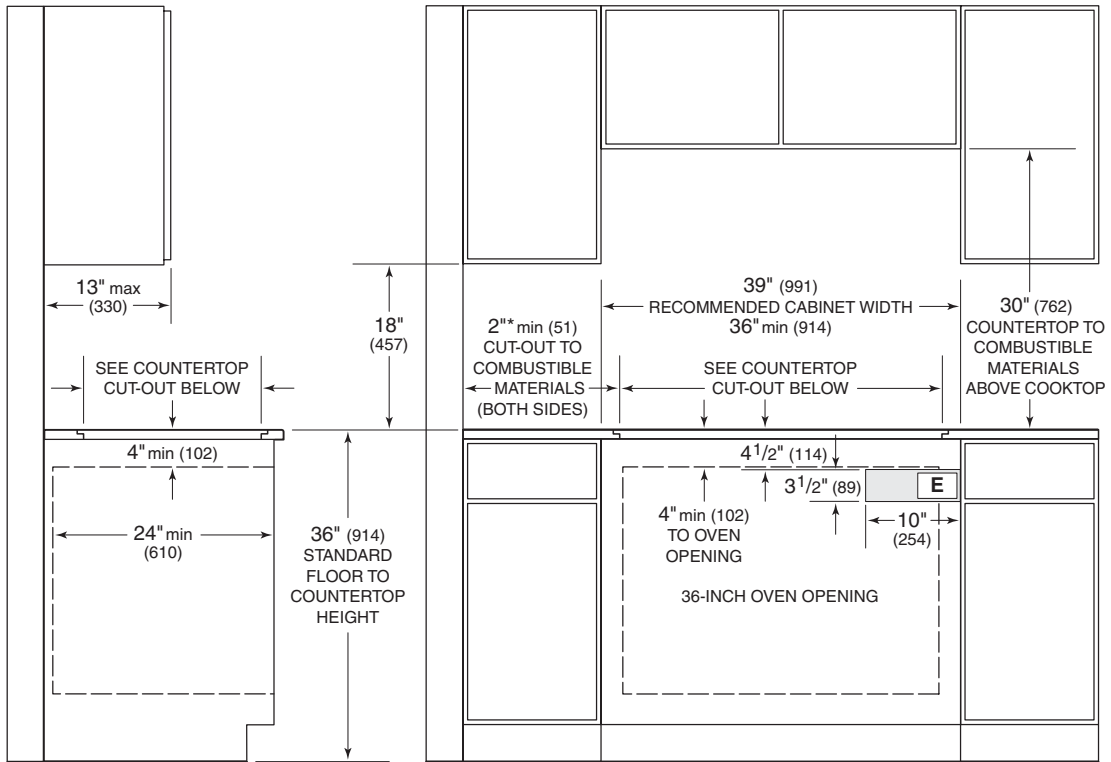 13" max
(330)
SEE COUNTERTOP
CUT-OUT BELOW
4" min (102)
24" min
(610)
36" (914)
STANDARD
FLOOR TO
COUNTERTOP
HEIGHT
18"
(457)
2"* min (51)
CUT-OUT TO
COMBUSTIBLE
MATERIALS
(BOTH SIDES)
39" (991)
RECOMMENDED CABINET WIDTH
36" min (914)
SEE COUNTERTOP
CUT-OUT BELOW
30" (762)
COUNTERTOP TO
COMBUSTIBLE
MATERIALS
ABOVE COOKTOP
4 1/2" (114)
3 1/2" (89)
E
4" min (102)
TO OVEN
OPENING
10"
(254)
36-INCH OVEN OPENING